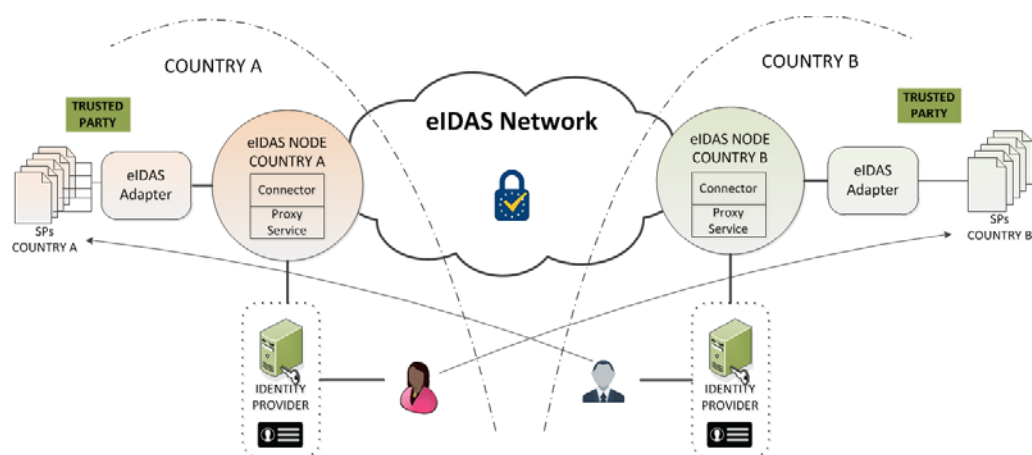 COUNTRY A
COUNTRY B
TRUSTED
PARTY
TRUSTED
PARTY
eIDAS Network
eIDAS NODE
COUNTRY A
Connector
Proxy
Service
eIDAS NODE
COUNTRY B
Connector
Proxy
Service
eIDAS
Adapter
eIDAS
Adapter
SPs
COUNTRY A
SPs
COUNTRY B
IDENTITY
PROVIDER
IDENTITY
PROVIDER